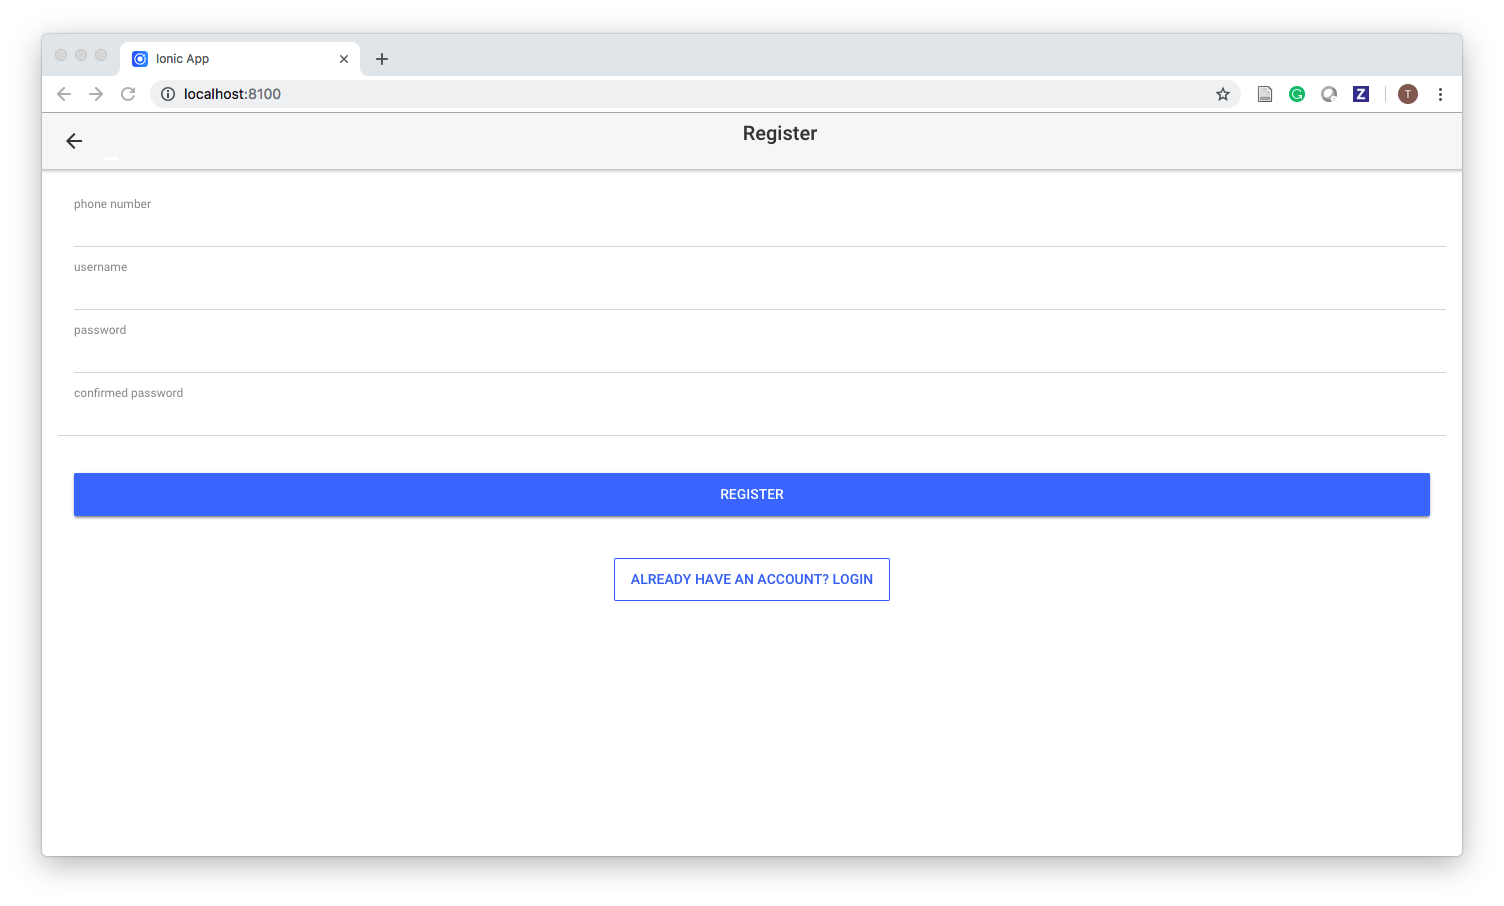 Ionic App
localhost:8100
Z
T
Register
phone number
username
password
confirmed password
REGISTER
ALREADY HAVE AN ACCOUNT? LOGIN